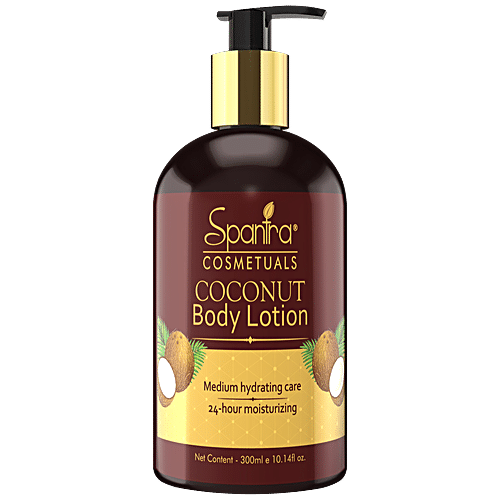 Spantra®
COSMETUALS
COCONUT
Body Lotion
Medium hydrating care
24-hour moisturizing
Net Content - 300ml e 10.14fl oz.